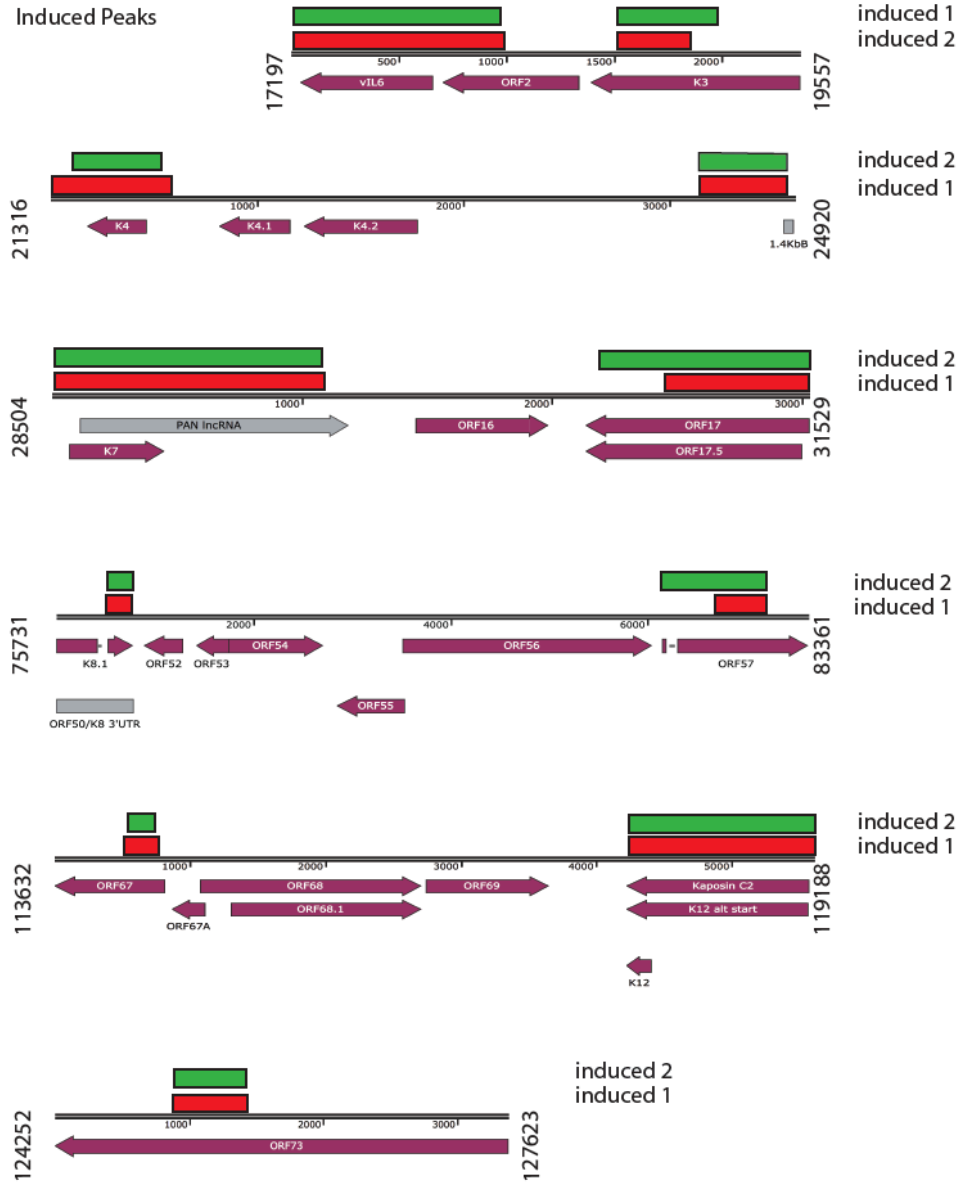 Induced Peaks
induced 1
induced 2
17197
500
1000
1500
2000
19557
vIL6
ORF2
K3
induced 2
induced 1
21316
1000
2000
3000
24920
K4
K4.1
K4.2
1.4KbB
induced 2
induced 1
28504
1000
2000
3000
31529
PAN lncRNA
ORF16
ORF17
K7
ORF17.5
induced 2
induced 1
75731
2000
4000
6000
83361
K8.1
ORF52
ORF53
ORF54
ORF56
ORF57
ORF55
ORF50/K8 3'UTR
induced 2
induced 1
113632
1000
2000
3000
4000
5000
119188
ORF67
ORF68
ORF69
Kaposin C2
ORF67A
ORF68.1
K12 alt start
K12
induced 2
induced 1
124252
1000
2000
3000
127623
ORF73